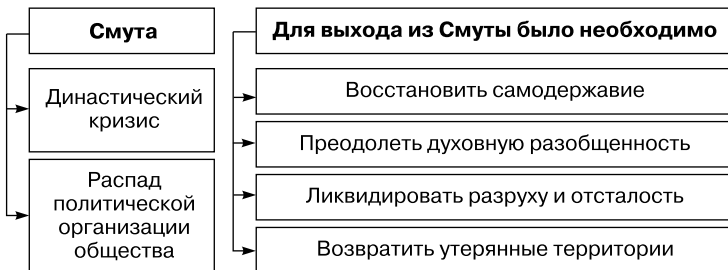 Смута
Династический
кризис
Распад
политической
организации
общества
Для выхода из Смуты было необходимо
Восстановить самодержавие
Преодолеть духовную разобщенность
Ликвидировать разруху и отсталость
Возвратить утерянные территории